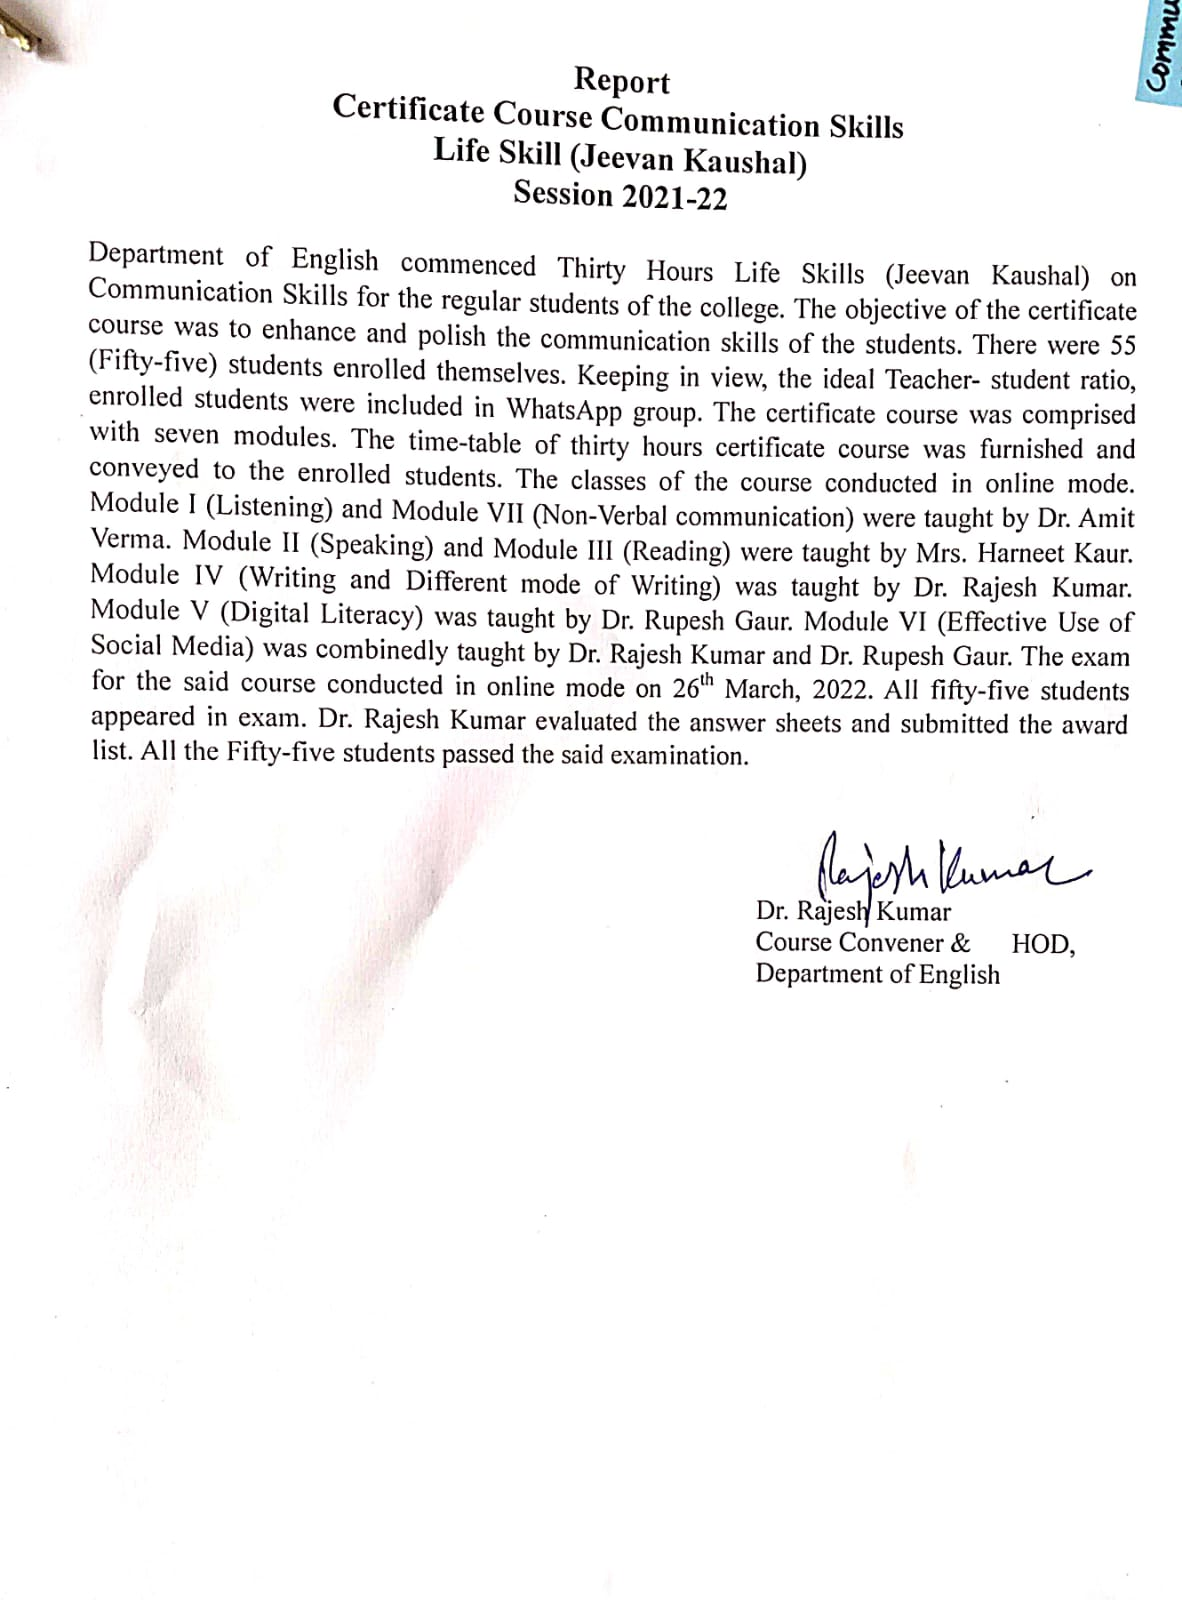 commu
Report
Certificate Course Communication Skills
Life Skill (Jeevan Kaushal)
Session 2021-22
Department of English commenced Thirty Hours Life Skills (Jeevan Kaushal) on
Communication Skills for the regular students of the college. The objective of the certificate
course was to enhance and polish the communication skills of the students. There were 55
(Fifty-five) students enrolled themselves. Keeping in view, the ideal Teacher- student ratio,
enrolled students were included in WhatsApp group. The certificate course was comprised
with seven modules. The time-table of thirty hours certificate course was furnished and
conveyed to the enrolled students. The classes of the course conducted in online mode.
Module I (Listening) and Module VII (Non-Verbal communication) were taught by Dr. Amit
Verma. Module II (Speaking) and Module III (Reading) were taught by Mrs. Harneet Kaur.
Module IV (Writing and Different mode of Writing) was taught by Dr. Rajesh Kumar.
Module V (Digital Literacy) was taught by Dr. Rupesh Gaur. Module VI (Effective Use of
Social Media) was combinedly taught by Dr. Rajesh Kumar and Dr. Rupesh Gaur. The exam
for the said course conducted in online mode on 26th March, 2022. All fifty-five students
appeared in exam. Dr. Rajesh Kumar evaluated the answer sheets and submitted the award
list. All the Fifty-five students passed the said examination.
Rajesh Kumar
Dr. Rajesh Kumar
Course Convener & HOD,
Department of English